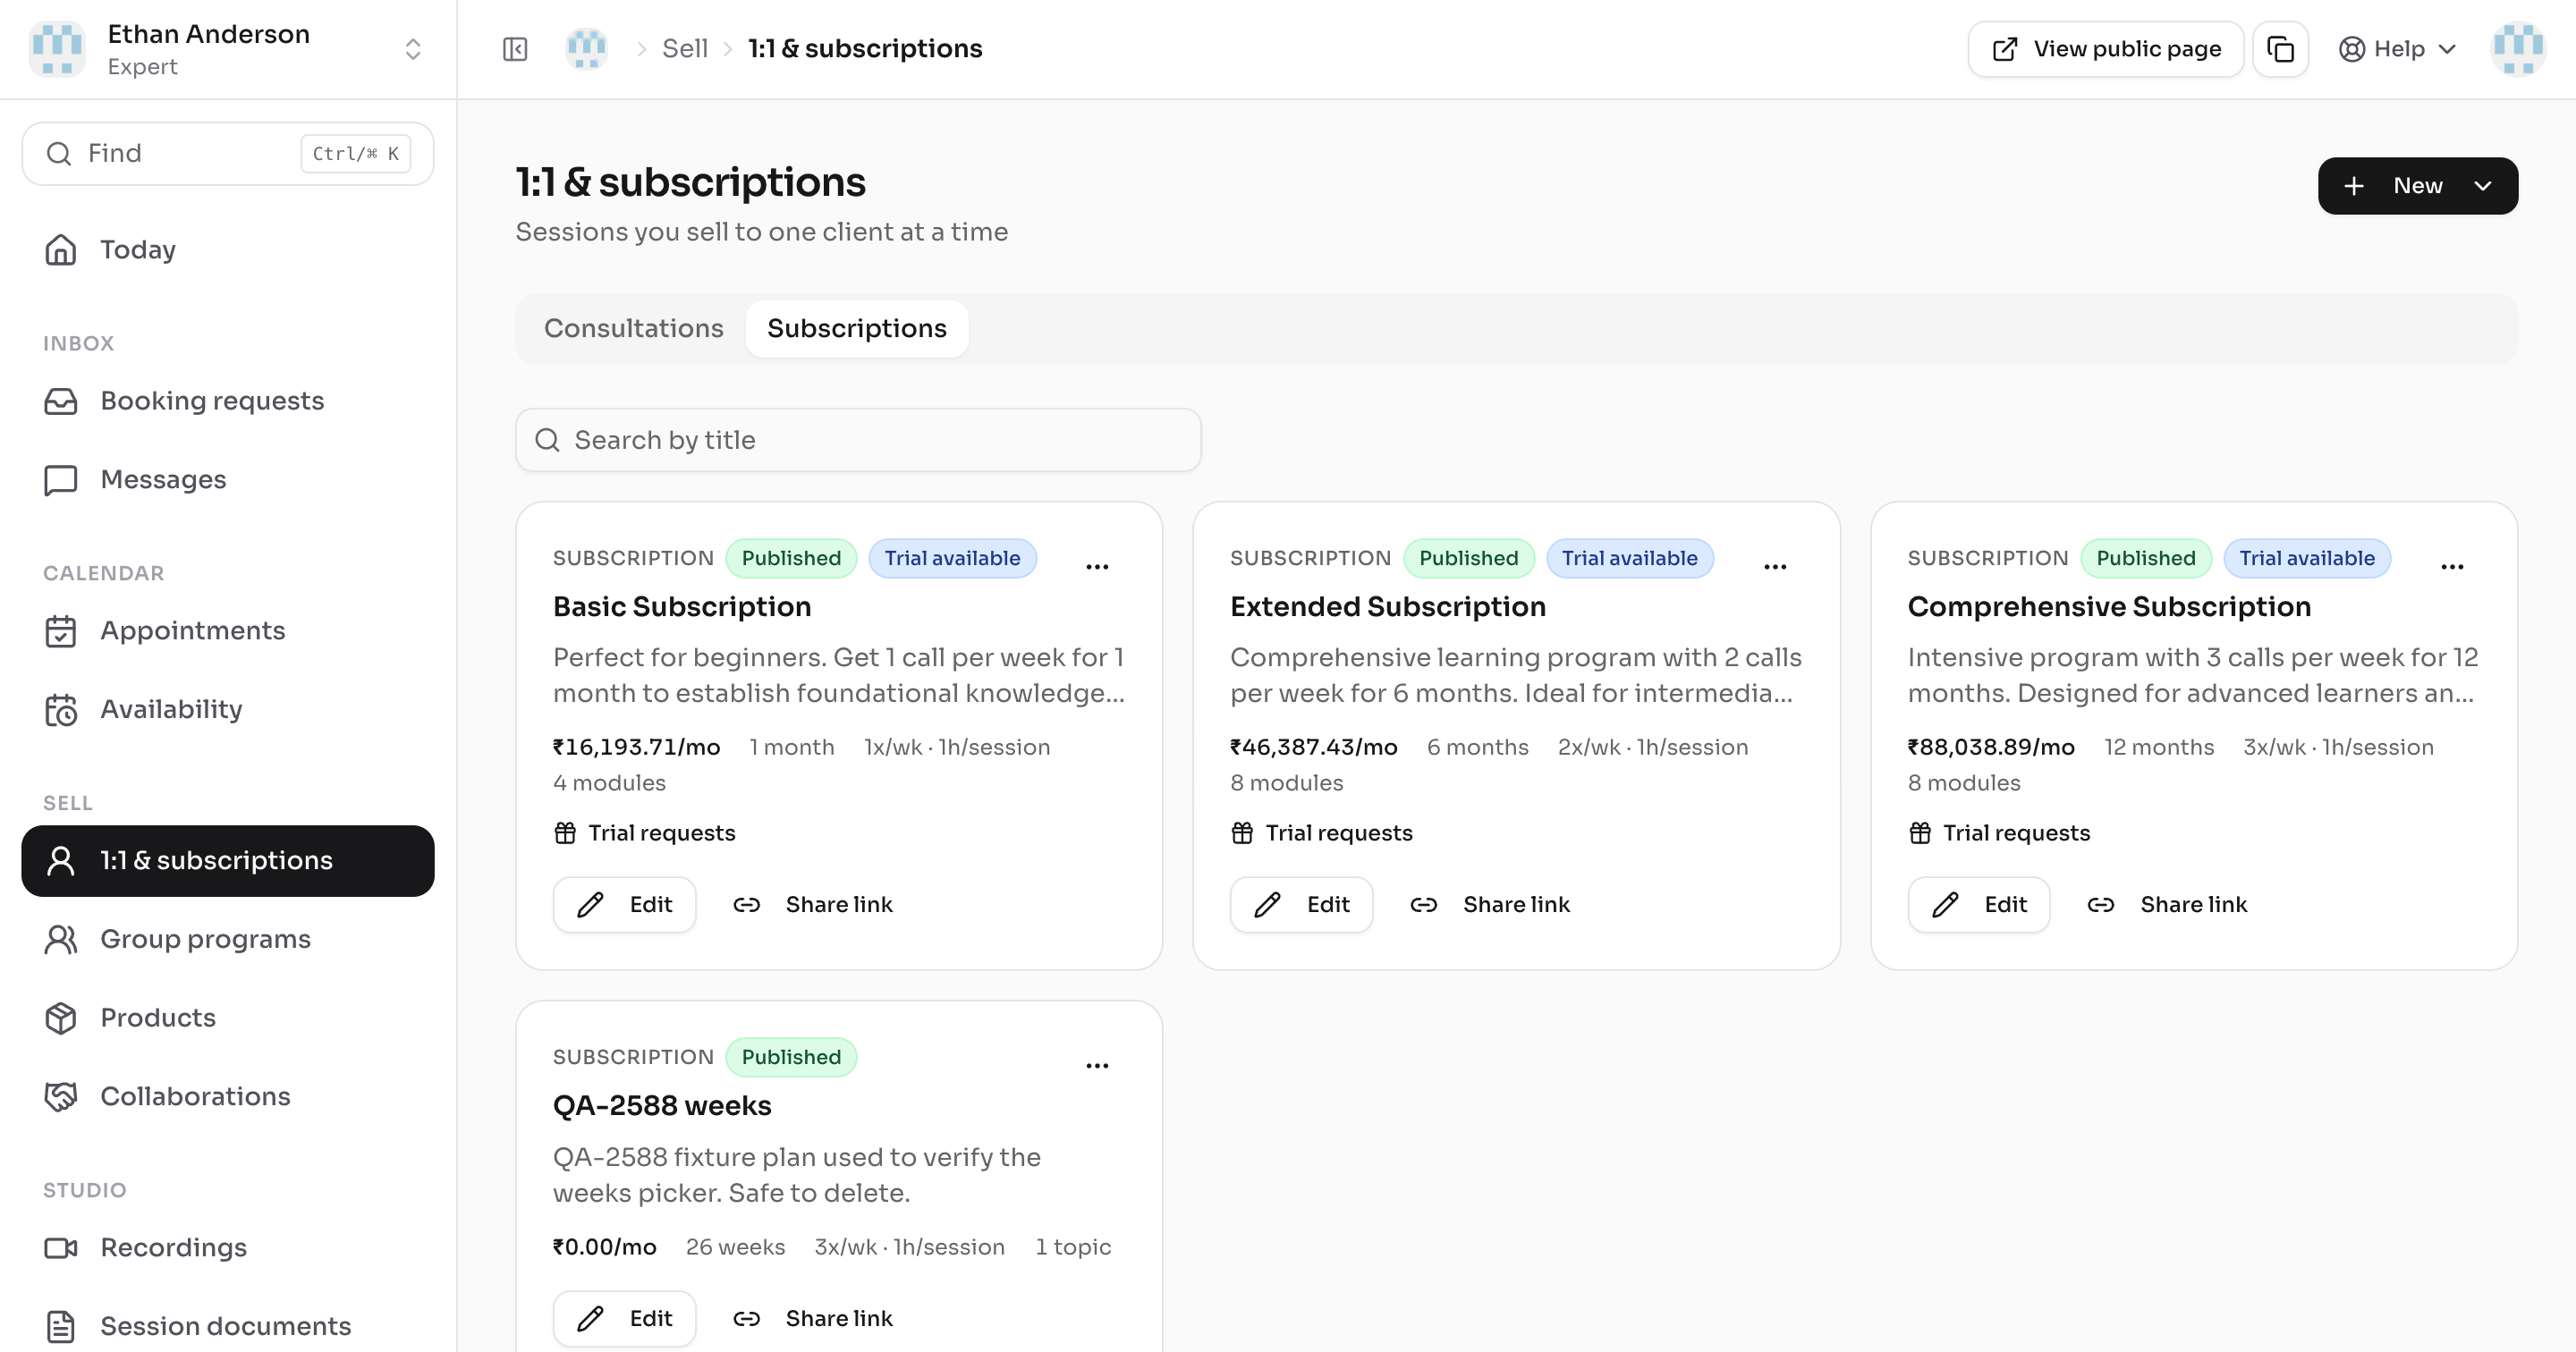 Ethan Anderson
Expert
Sell
1:1 & subscriptions
View public page
Help
Find
Ctrl/⌘ K
Today
INBOX
Booking requests
Messages
CALENDAR
Appointments
Availability
SELL
1:1 & subscriptions
Group programs
Products
Collaborations
STUDIO
Recordings
Session documents
1:1 & subscriptions
Sessions you sell to one client at a time
New
Consultations
Subscriptions
Search by title
SUBSCRIPTION Published Trial available
Basic Subscription
Perfect for beginners. Get 1 call per week for 1
month to establish foundational knowledge...
₹16,193.71/mo 1 month 1x/wk · 1h/session
4 modules
Trial requests
Edit Share link
SUBSCRIPTION Published Trial available
Extended Subscription
Comprehensive learning program with 2 calls
per week for 6 months. Ideal for intermedia...
₹46,387.43/mo 6 months 2x/wk · 1h/session
8 modules
Trial requests
Edit Share link
SUBSCRIPTION Published Trial available
Comprehensive Subscription
Intensive program with 3 calls per week for 12
months. Designed for advanced learners an...
₹88,038.89/mo 12 months 3x/wk · 1h/session
8 modules
Trial requests
Edit Share link
SUBSCRIPTION Published
QA-2588 weeks
QA-2588 fixture plan used to verify the
weeks picker. Safe to delete.
₹0.00/mo 26 weeks 3x/wk · 1h/session 1 topic
Edit Share link